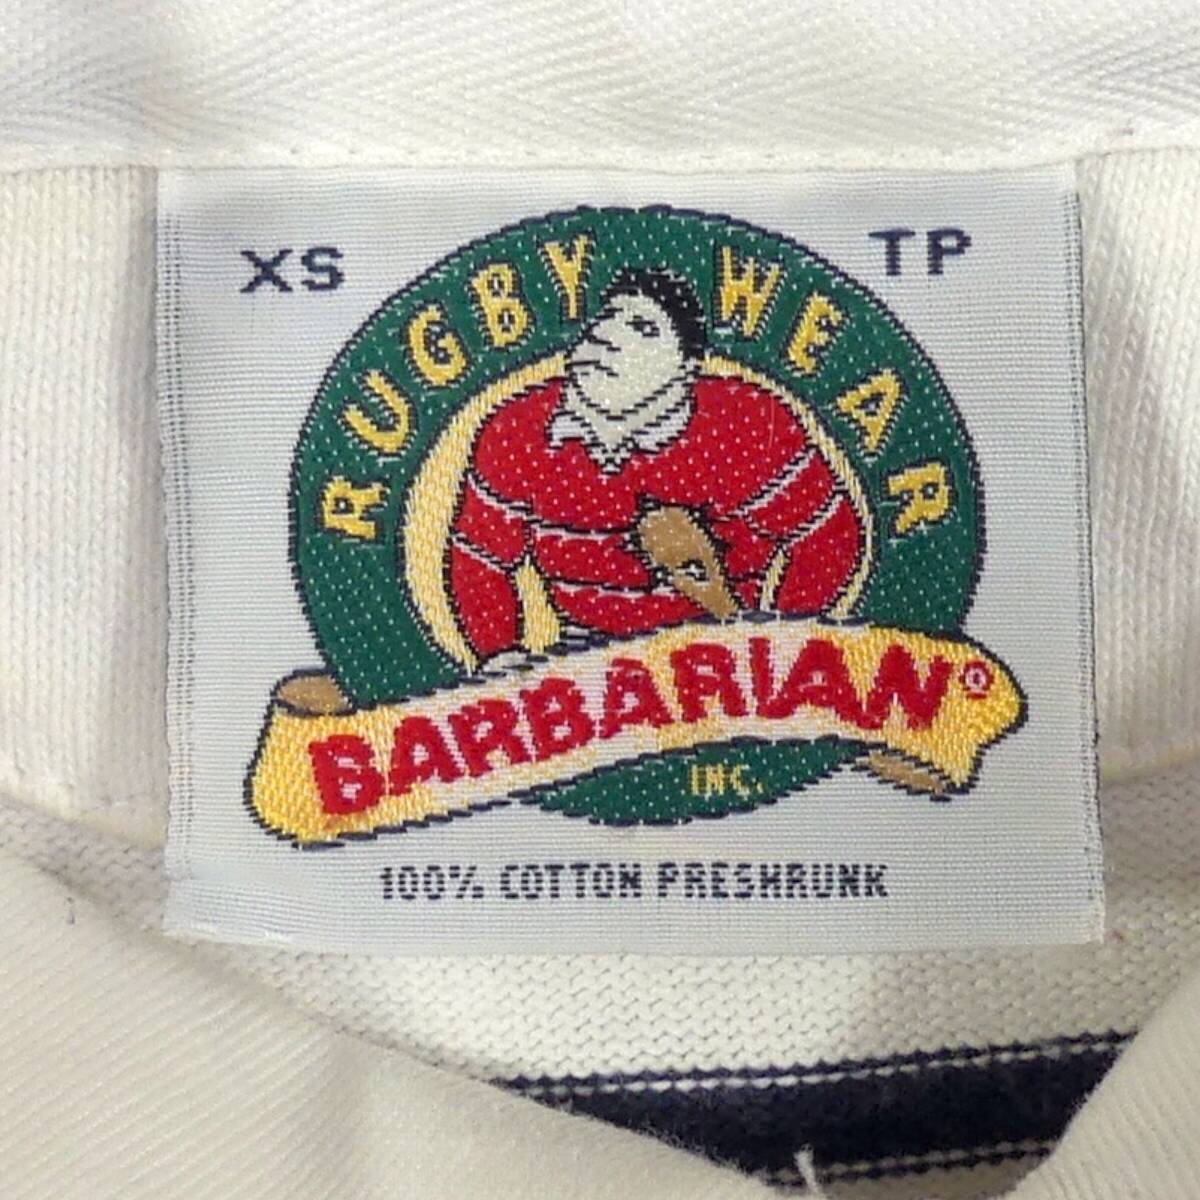 XS TP
RUGBY WEAR
BARBARIAN®
INC.
100% COTTON PRESHRUNK